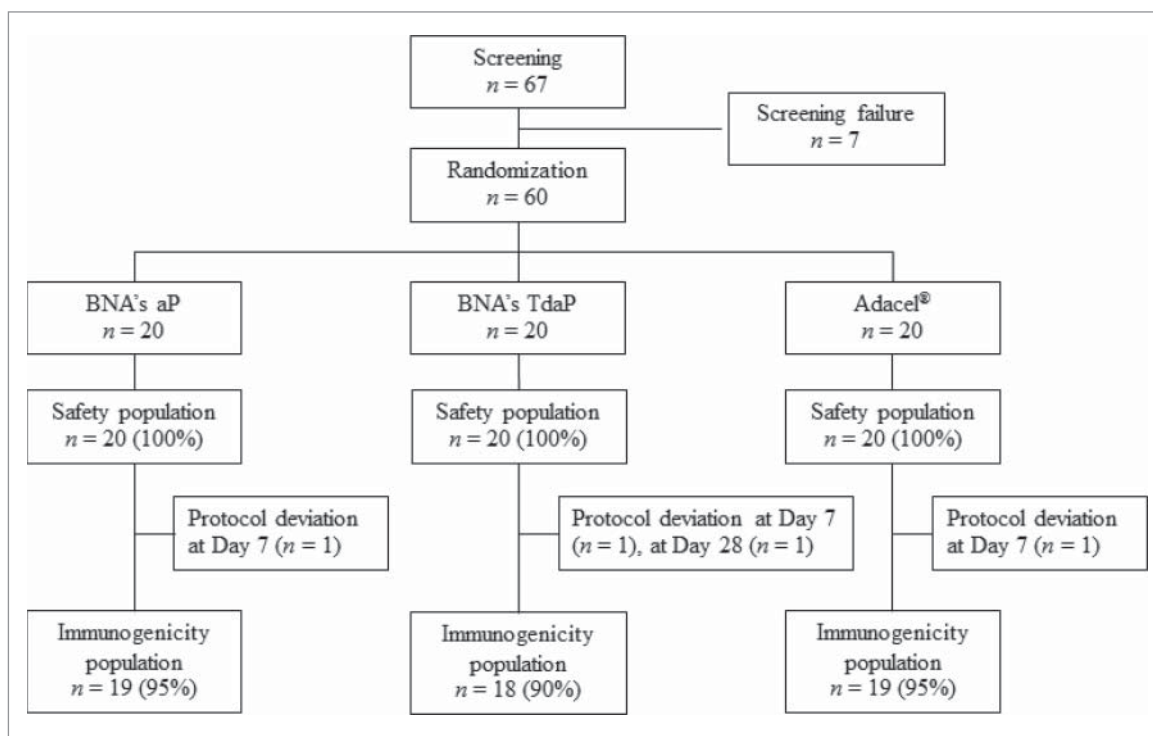 Screening
n = 67
Screening failure
n = 7
Randomization
n = 60
BNA's aP
n = 20
BNA's TdaP
n = 20
Adacel®
n = 20
Safety population
n = 20 (100%)
Safety population
n = 20 (100%)
Safety population
n = 20 (100%)
Protocol deviation
at Day 7 (n = 1)
Protocol deviation at Day 7
(n = 1), at Day 28 (n = 1)
Protocol deviation
at Day 7 (n = 1)
Immunogenicity
population
n = 19 (95%)
Immunogenicity
population
n = 18 (90%)
Immunogenicity
population
n = 19 (95%)